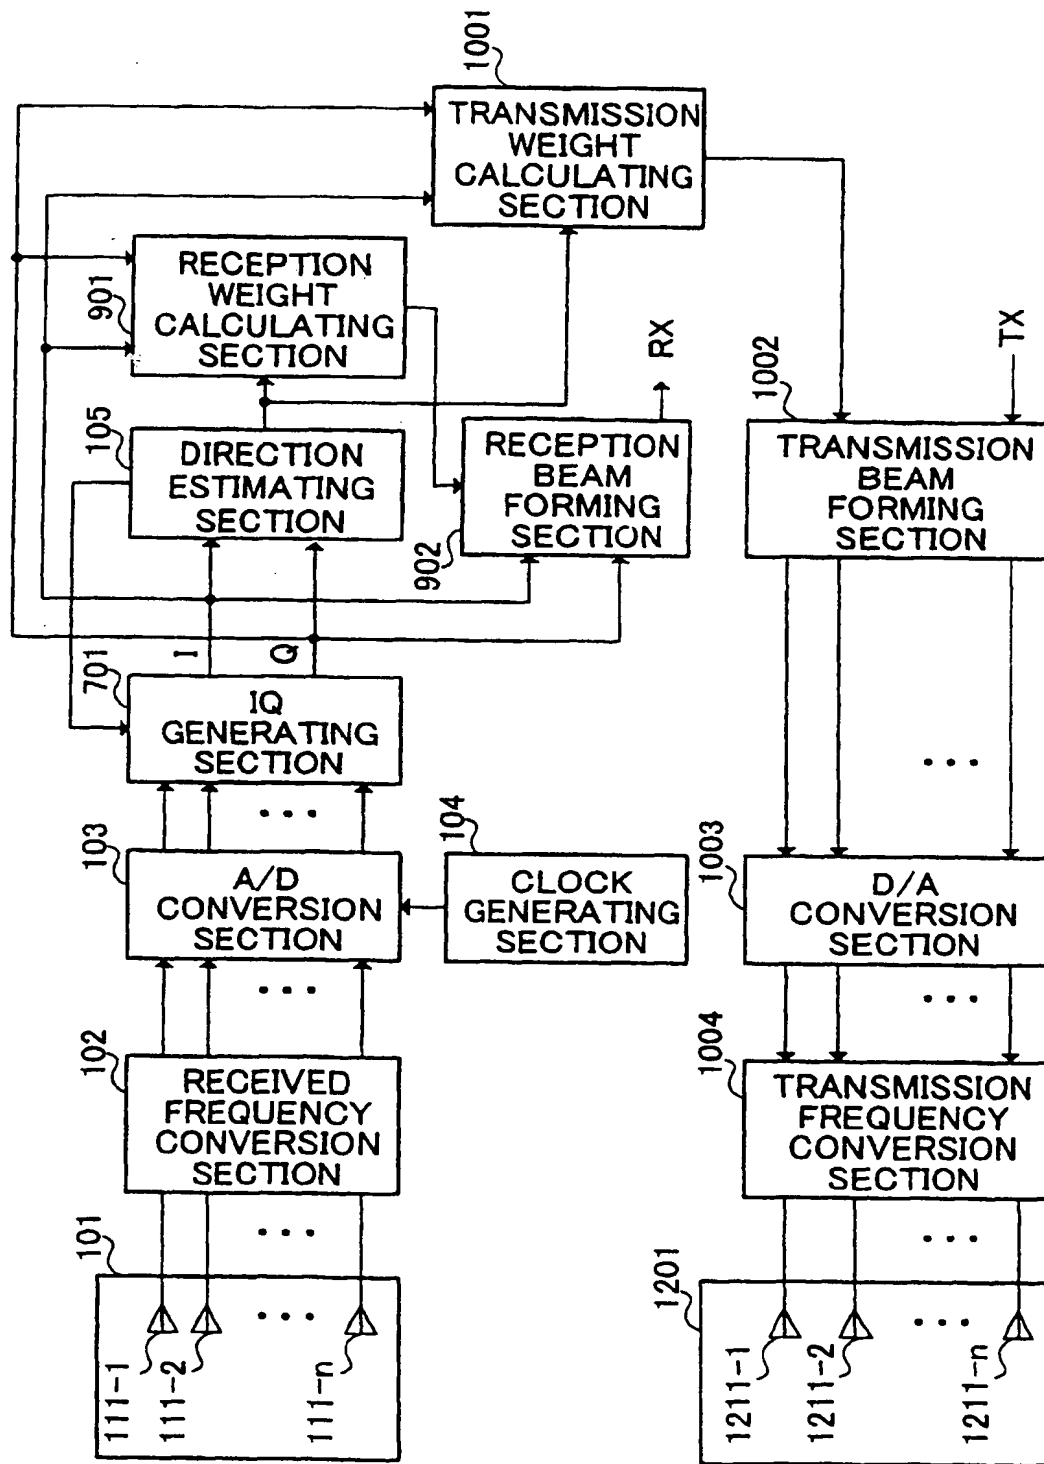 101
111-1
111-2
111-n
102
RECEIVED
FREQUENCY
CONVERSION
SECTION
103
A/D
CONVERSION
SECTION
104
CLOCK
GENERATING
SECTION
701
IQ
GENERATING
SECTION
I
Q
105
DIRECTION
ESTIMATING
SECTION
901
RECEPTION
WEIGHT
CALCULATING
SECTION
902
RECEPTION
BEAM
FORMING
SECTION
RX
1001
TRANSMISSION
WEIGHT
CALCULATING
SECTION
1002
TRANSMISSION
BEAM
FORMING
SECTION
TX
1003
D/A
CONVERSION
SECTION
1004
TRANSMISSION
FREQUENCY
CONVERSION
SECTION
1201
1211-1
1211-2
1211-n